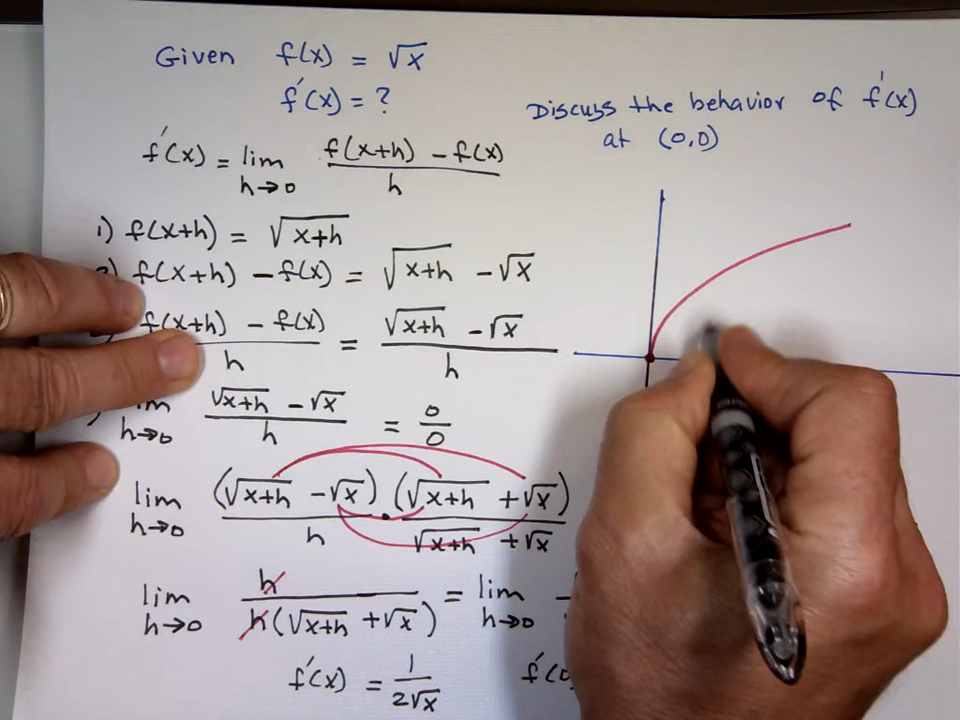 Given f(x) = √x
f'(x) = ?
Discuss the behavior of f'(x)
at (0,0)
f'(x) = lim h→0 f(x+h) - f(x) / h
1) f(x+h) = √x+h
) f(x+h) - f(x) = √x+h - √x
f(x+h) - f(x) / h = √x+h - √x / h
lim h→0 √x+h - √x / h = 0/0
lim h→0 (√x+h - √x) · (√x+h + √x) / h √x+h + √x
lim h→0 h / h(√x+h + √x) = lim h→0
f'(x) = 1 / 2√x f'(0